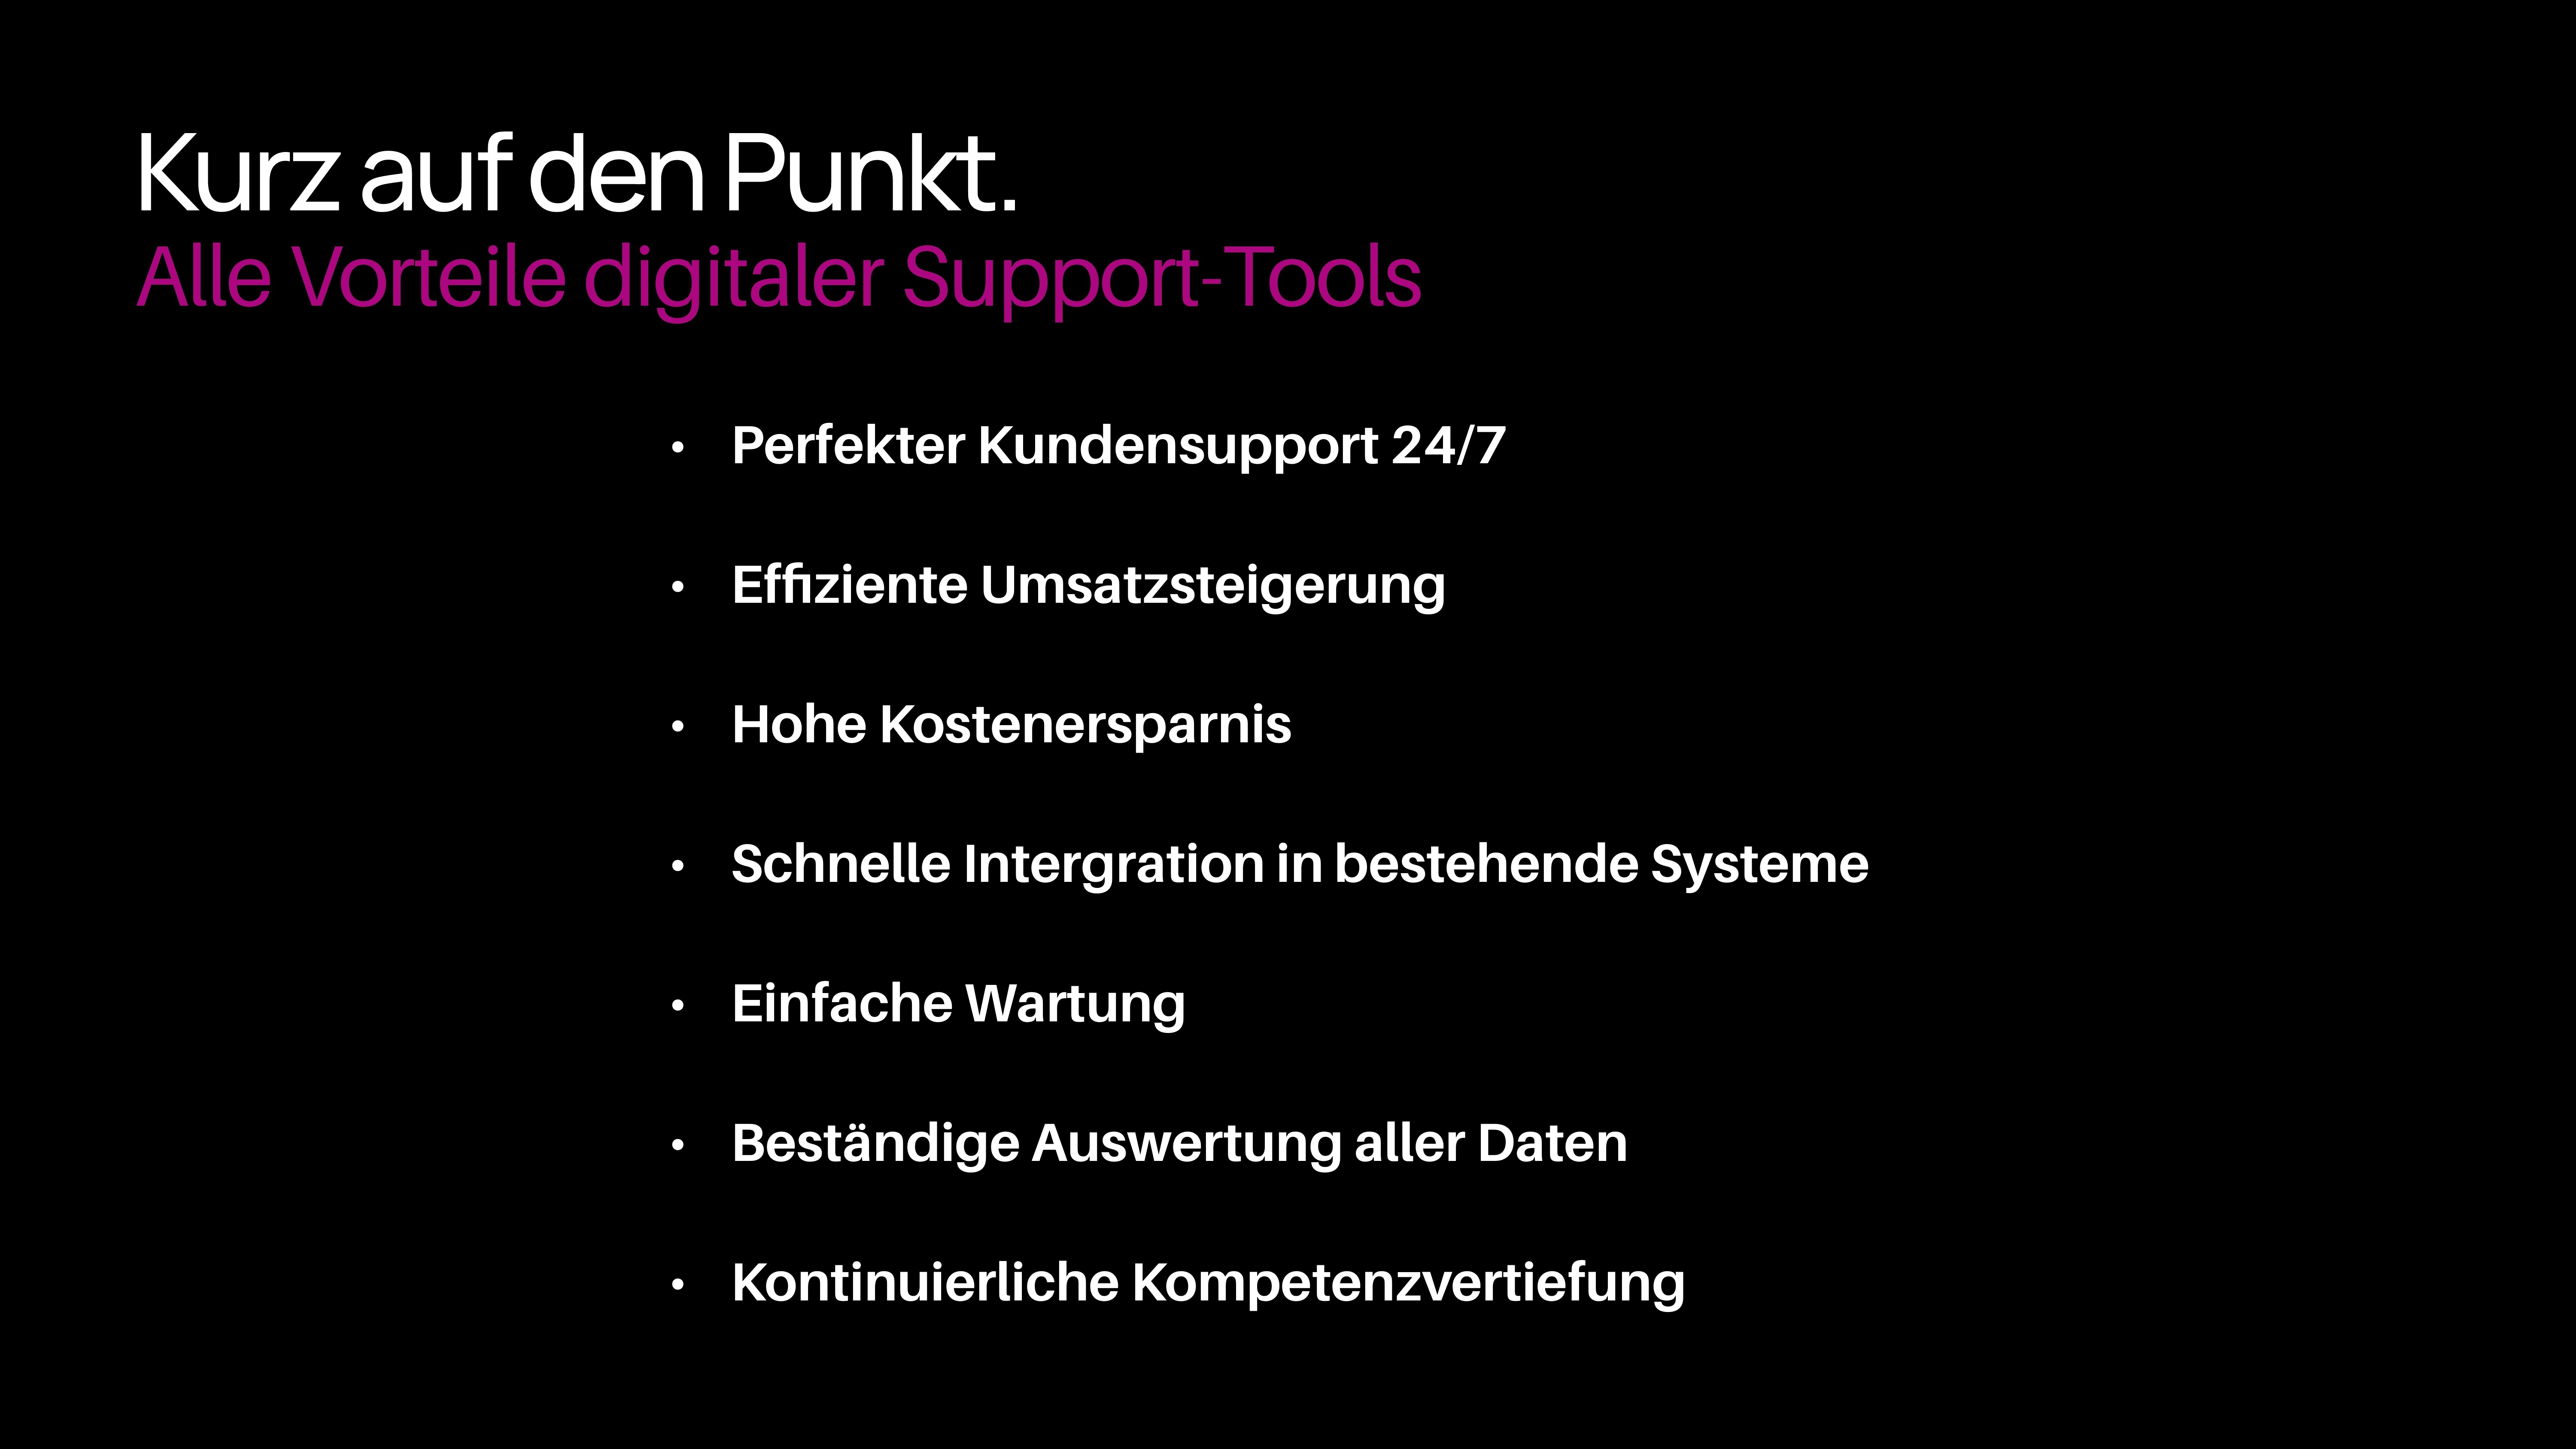 Kurz auf den Punkt.
Alle Vorteile digitaler Support-Tools
• Perfekter Kundensupport 24/7
• Effiziente Umsatzsteigerung
• Hohe Kostenersparnis
• Schnelle Intergration in bestehende Systeme
• Einfache Wartung
• Beständige Auswertung aller Daten
• Kontinuierliche Kompetenzvertiefung